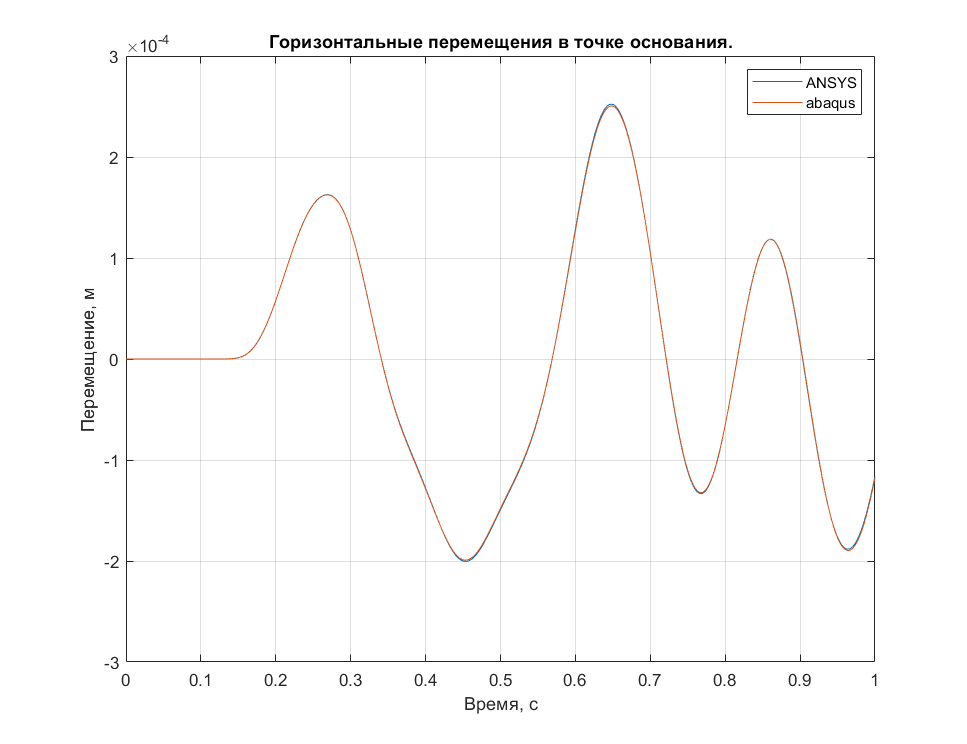 Горизонтальные перемещения в точке основания.
×10⁻⁴
ANSYS
abaqus
3
2
1
0
-1
-2
-3
Перемещение, м
0 0.1 0.2 0.3 0.4 0.5 0.6 0.7 0.8 0.9 1
Время, с